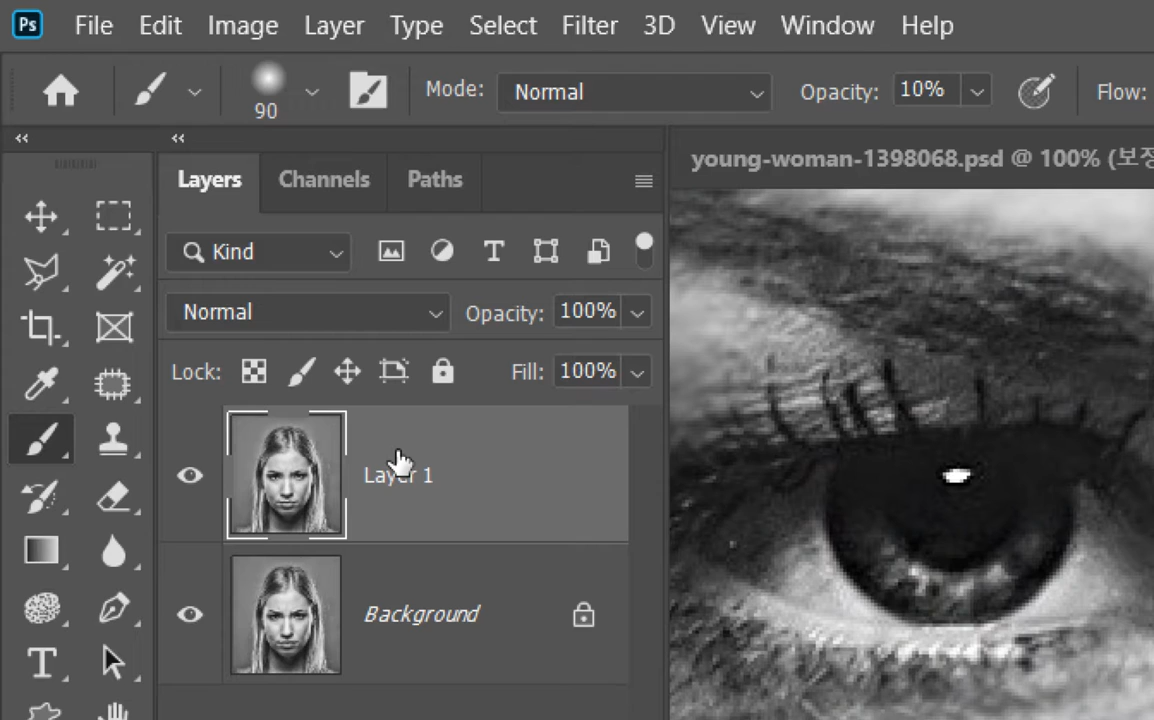 Ps File Edit Image Layer Type Select Filter 3D View Window Help
90 Mode: Normal Opacity: 10% Flow:
Layers Channels Paths
young-woman-1398068.psd @ 100% (보정
Kind
Normal Opacity: 100%
Lock: Fill: 100%
Layer 1
Background